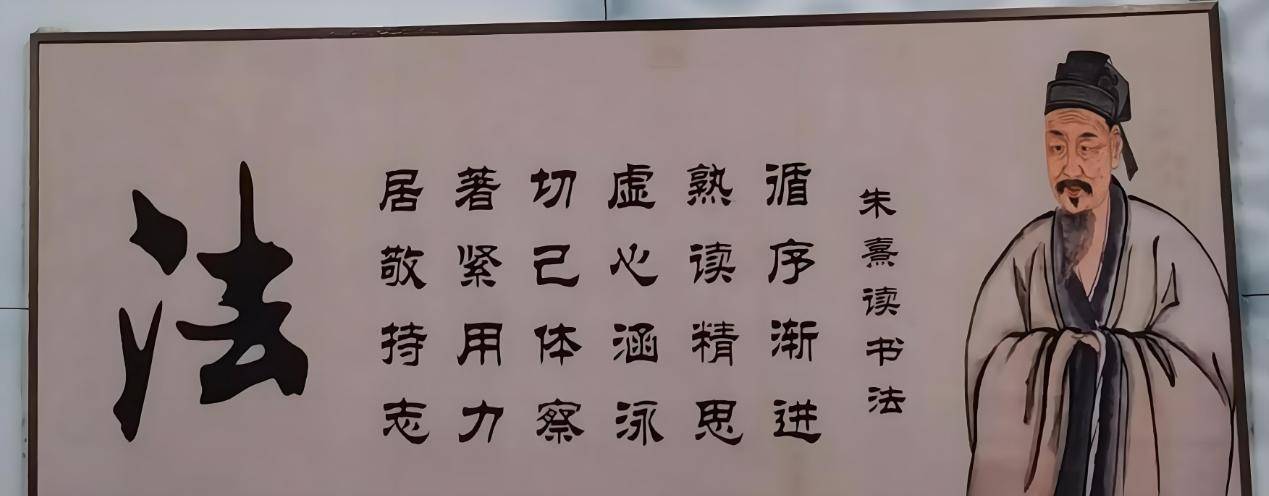 朱熹读书法
循序渐进
熟读精思
虚心涵泳
切己体察
著紧用力
居敬持志
法